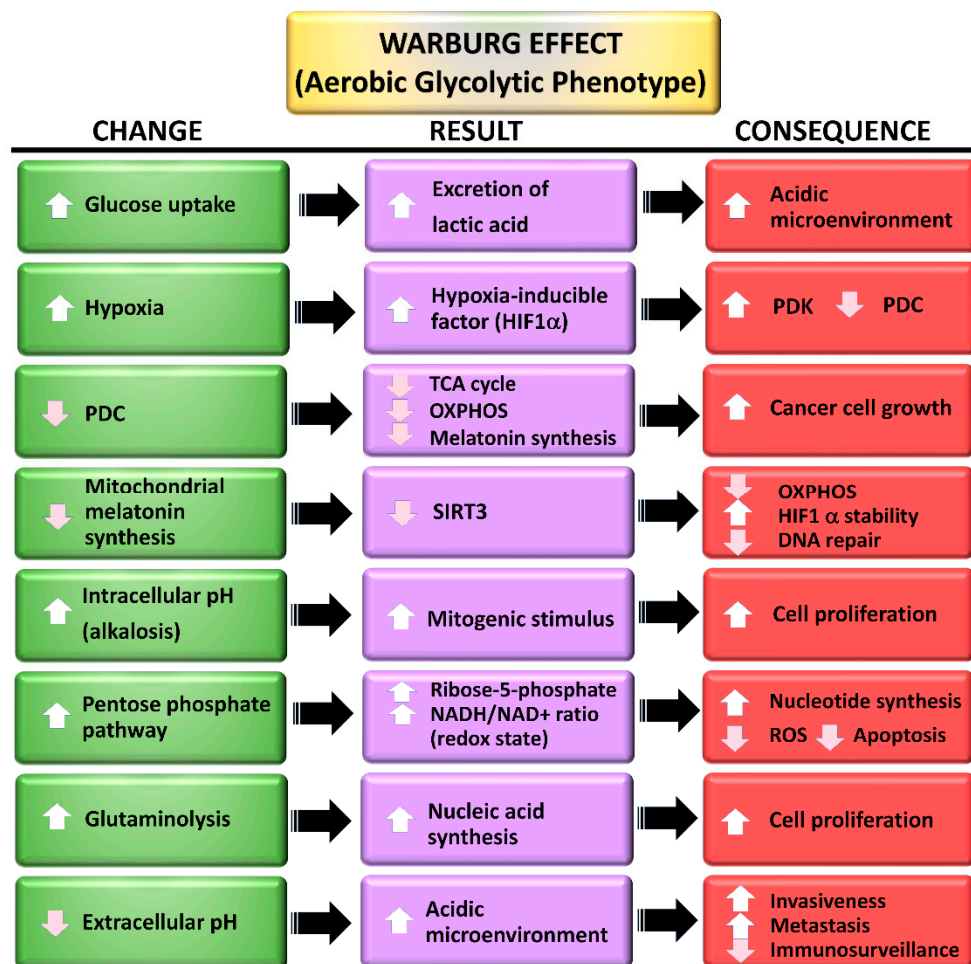 WARBURG EFFECT
(Aerobic Glycolytic Phenotype)
CHANGE RESULT CONSEQUENCE
Glucose uptake
Excretion of
lactic acid
Acidic
microenvironment
Hypoxia
Hypoxia-inducible
factor (HIF1α)
PDK PDC
PDC
TCA cycle
OXPHOS
Melatonin synthesis
Cancer cell growth
Mitochondrial
melatonin
synthesis
SIRT3
OXPHOS
HIF1 α stability
DNA repair
Intracellular pH
(alkalosis)
Mitogenic stimulus
Cell proliferation
Pentose phosphate
pathway
Ribose-5-phosphate
NADH/NAD+ ratio
(redox state)
Nucleotide synthesis
ROS Apoptosis
Glutaminolysis
Nucleic acid
synthesis
Cell proliferation
Extracellular pH
Acidic
microenvironment
Invasiveness
Metastasis
Immunosurveillance